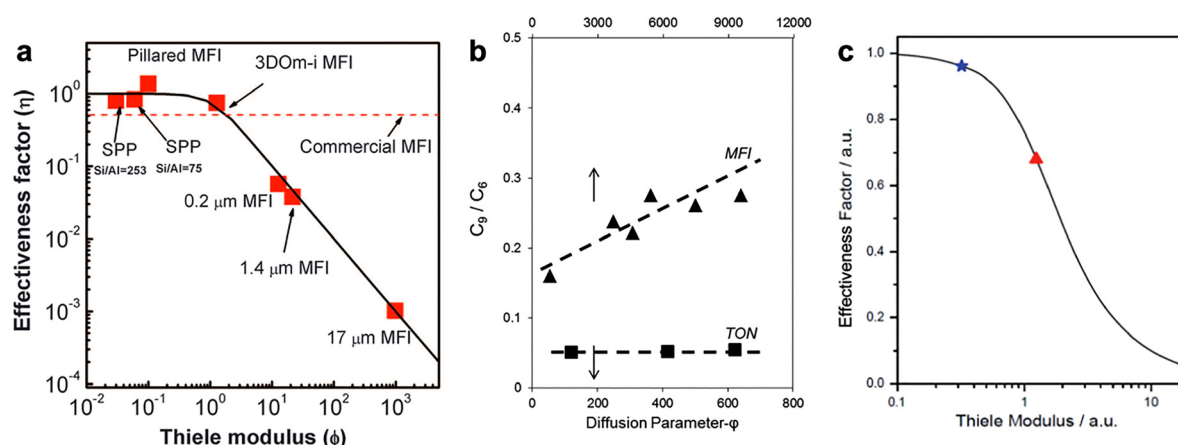 a
Effectiveness factor (η)
10^1
10^0
10^-1
10^-2
10^-3
10^-4
Pillared MFI
3DOm-i MFI
SPP
Si/Al=253
SPP
Si/Al=75
Commercial MFI
0.2 μm MFI
1.4 μm MFI
17 μm MFI
10^-2
10^-1
10^0
10^1
10^2
10^3
Thiele modulus (ϕ)
b
0
3000
6000
9000
12000
C9 / C6
0.5
0.4
0.3
0.2
0.1
0
MFI
TON
0
200
400
600
800
Diffusion Parameter-φ
c
Effectiveness Factor / a.u.
1.0
0.8
0.6
0.4
0.2
0.0
0.1
1
10
Thiele Modulus / a.u.